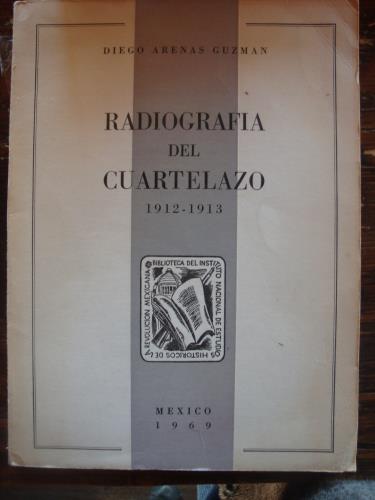 DIEGO ARENAS GUZMAN
RADIOGRAFIA
DEL
CUARTELAZO
1912-1913
BIBLIOTECA DEL INSTITUTO NACIONAL DE ESTUDIOS HISTORICOS DE LA REVOLUCION MEXICANA
MEXICO
1969